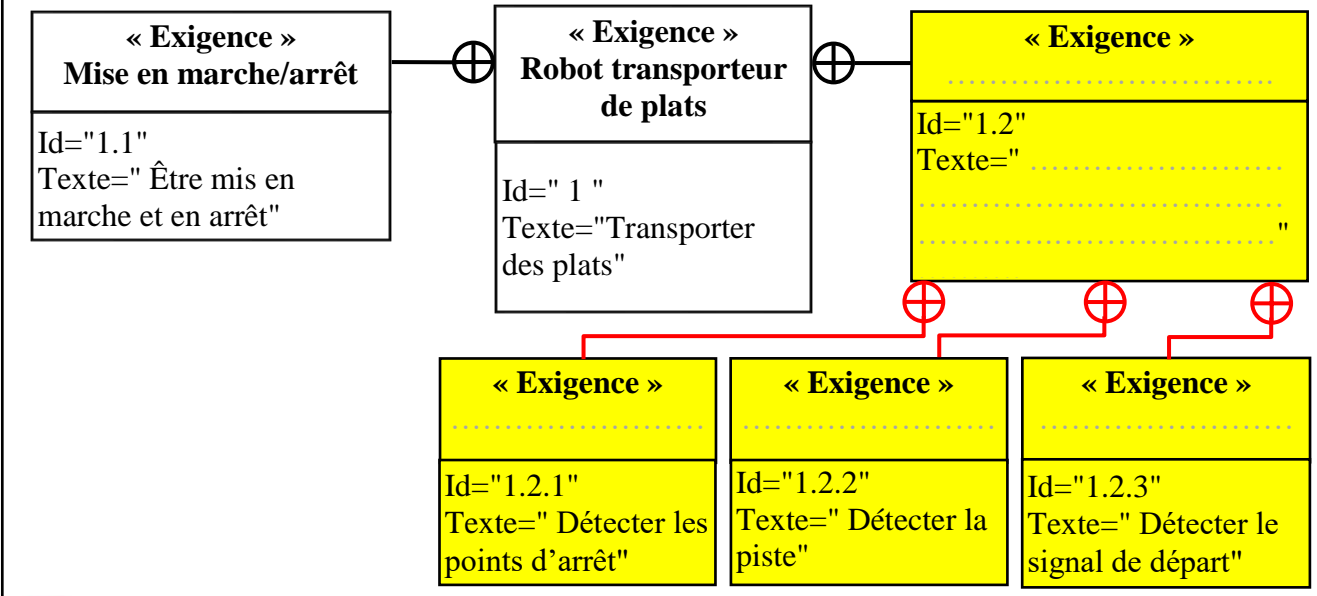 « Exigence »
Mise en marche/arrêt
Id="1.1"
Texte=" Être mis en
marche et en arrêt"
« Exigence »
Robot transporteur
de plats
Id=" 1 "
Texte="Transporter
des plats"
« Exigence »
…………………………….
Id="1.2"
Texte=" ………………………
…………………………………
…………………………………"
« Exigence »
………………………
Id="1.2.1"
Texte=" Détecter les
points d’arrêt"
« Exigence »
………………………
Id="1.2.2"
Texte=" Détecter la
piste"
« Exigence »
………………………
Id="1.2.3"
Texte=" Détecter le
signal de départ"